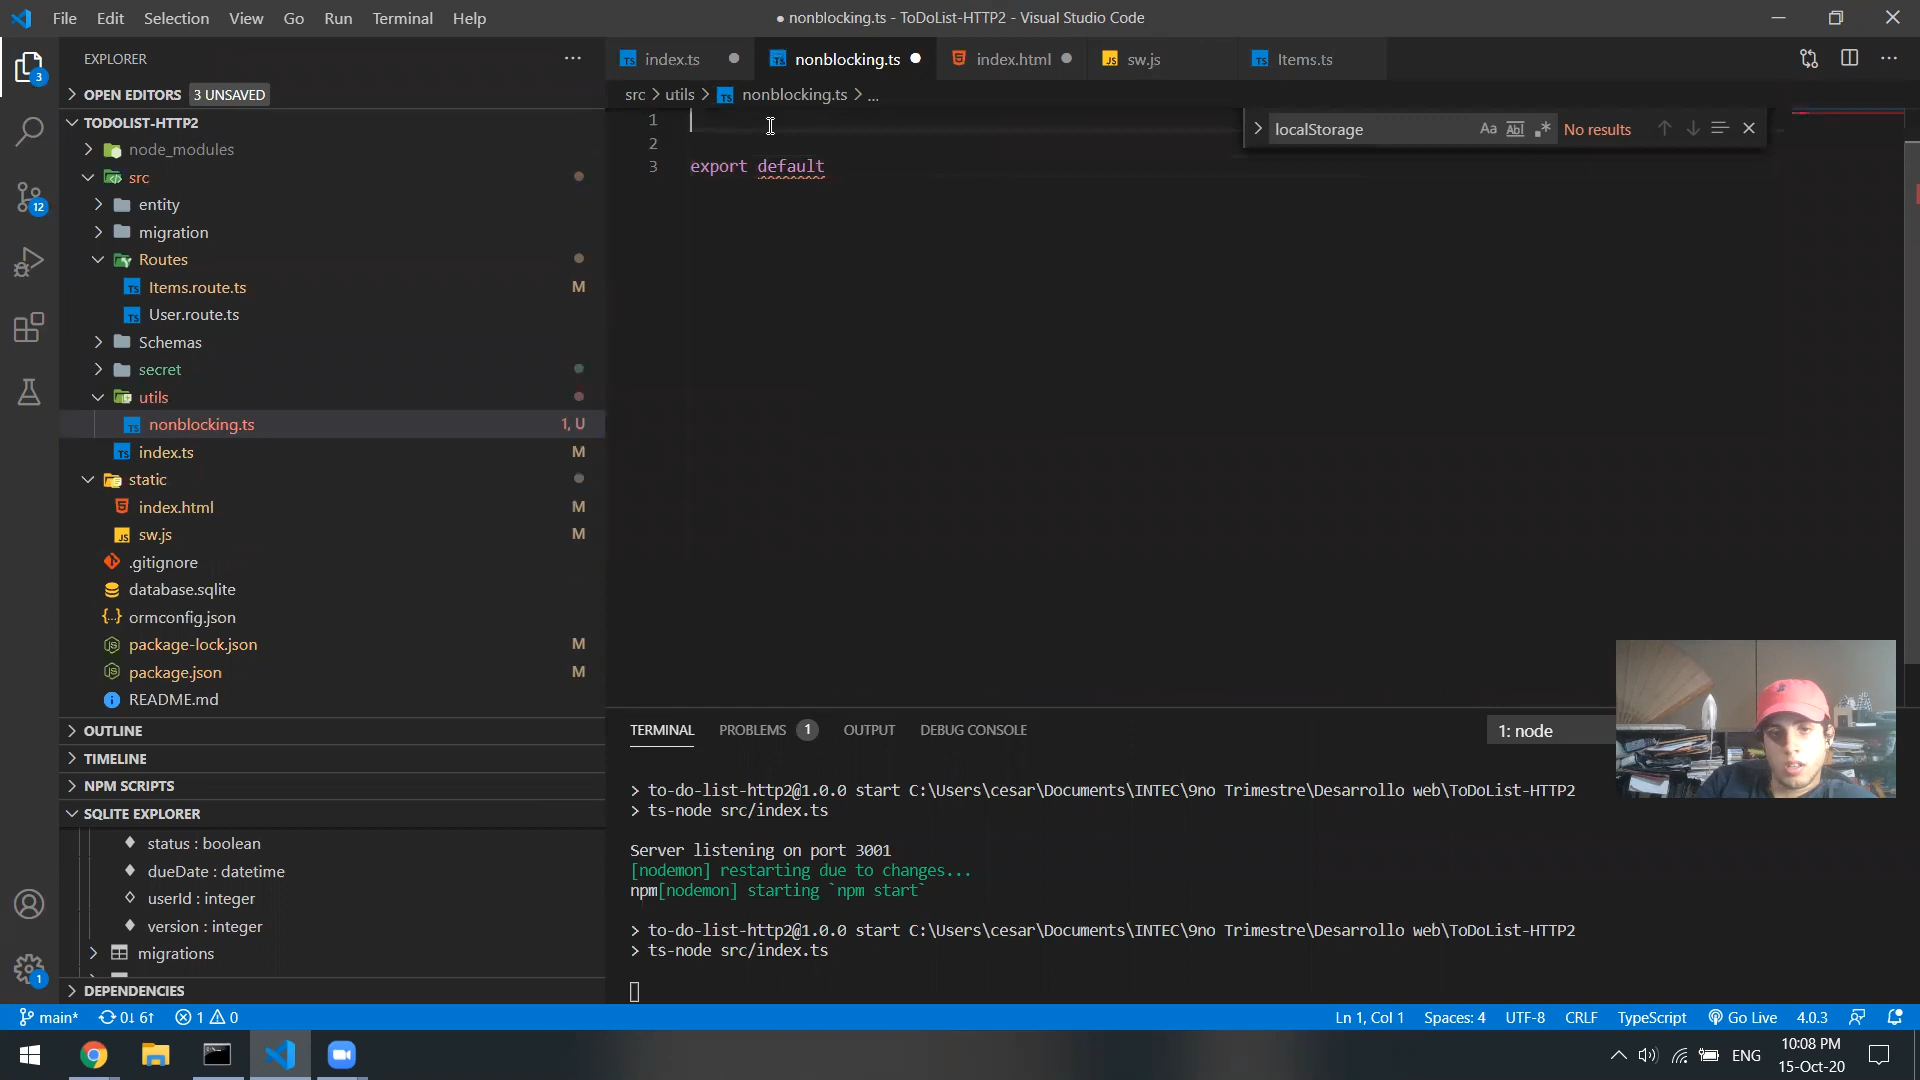 File Edit Selection View Go Run Terminal Help
● nonblocking.ts - ToDoList-HTTP2 - Visual Studio Code
EXPLORER
OPEN EDITORS 3 UNSAVED
TODOLIST-HTTP2
node_modules
src
entity
migration
Routes
Items.route.ts M
User.route.ts
Schemas
secret
utils
nonblocking.ts 1, U
index.ts M
static
index.html M
sw.js M
.gitignore
database.sqlite
ormconfig.json
package-lock.json M
package.json M
README.md
OUTLINE
TIMELINE
NPM SCRIPTS
SQLITE EXPLORER
status : boolean
dueDate : datetime
userId : integer
version : integer
migrations
DEPENDENCIES
3
12
1
index.ts nonblocking.ts index.html sw.js Items.ts
src > utils > nonblocking.ts > ...
localStorage Aa Abl .* No results
1
2
3 export default
TERMINAL PROBLEMS 1 OUTPUT DEBUG CONSOLE 1: node
> to-do-list-http2@1.0.0 start C:\Users\cesar\Documents\INTEC\9no Trimestre\Desarrollo web\ToDoList-HTTP2
> ts-node src/index.ts
Server listening on port 3001
[nodemon] restarting due to changes...
npm[nodemon] starting `npm start`
> to-do-list-http2@1.0.0 start C:\Users\cesar\Documents\INTEC\9no Trimestre\Desarrollo web\ToDoList-HTTP2
> ts-node src/index.ts
main* 0↓ 6↑ 1 0 Ln 1, Col 1 Spaces: 4 UTF-8 CRLF TypeScript Go Live 4.0.3
ENG 10:08 PM
15-Oct-20